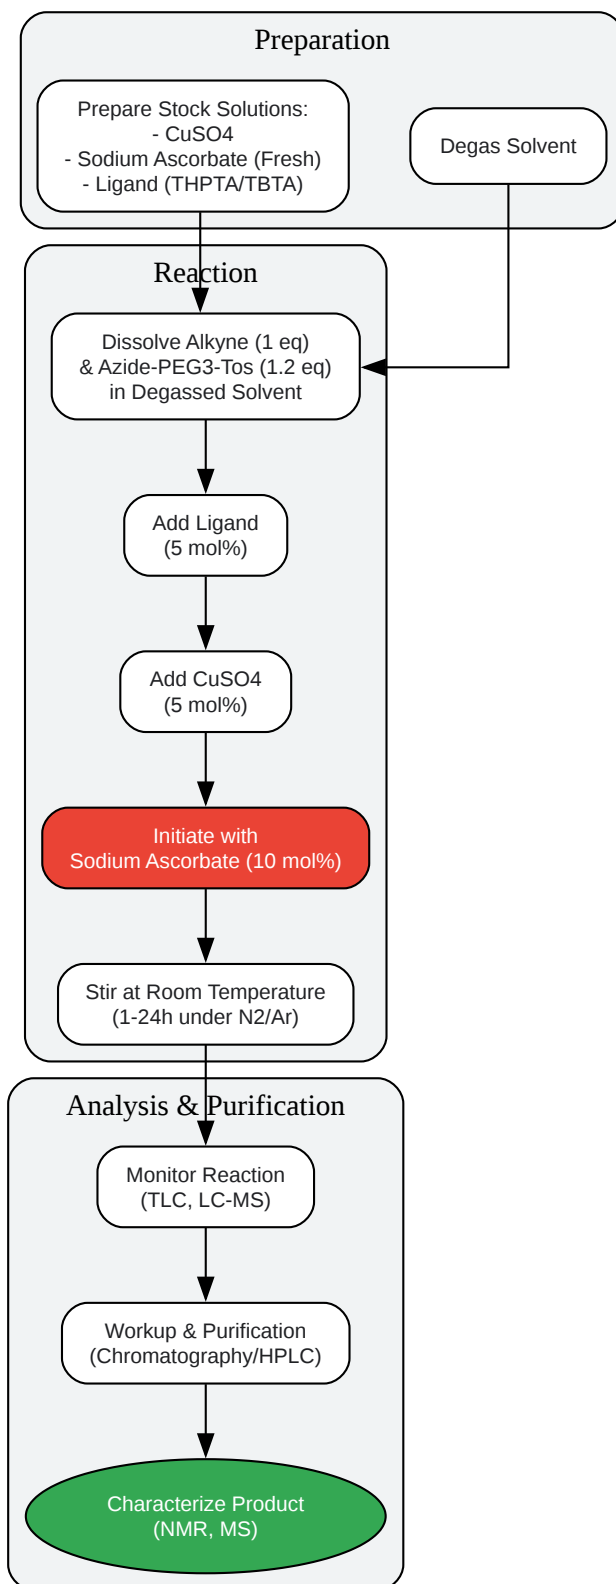 Preparation
Prepare Stock Solutions:
- CuSO4
- Sodium Ascorbate (Fresh)
- Ligand (THPTA/TBTA)
Degas Solvent
Reaction
Dissolve Alkyne (1 eq)
& Azide-PEG3-Tos (1.2 eq)
in Degassed Solvent
Add Ligand
(5 mol%)
Add CuSO4
(5 mol%)
Initiate with
Sodium Ascorbate (10 mol%)
Stir at Room Temperature
(1-24h under N2/Ar)
Analysis & Purification
Monitor Reaction
(TLC, LC-MS)
Workup & Purification
(Chromatography/HPLC)
Characterize Product
(NMR, MS)